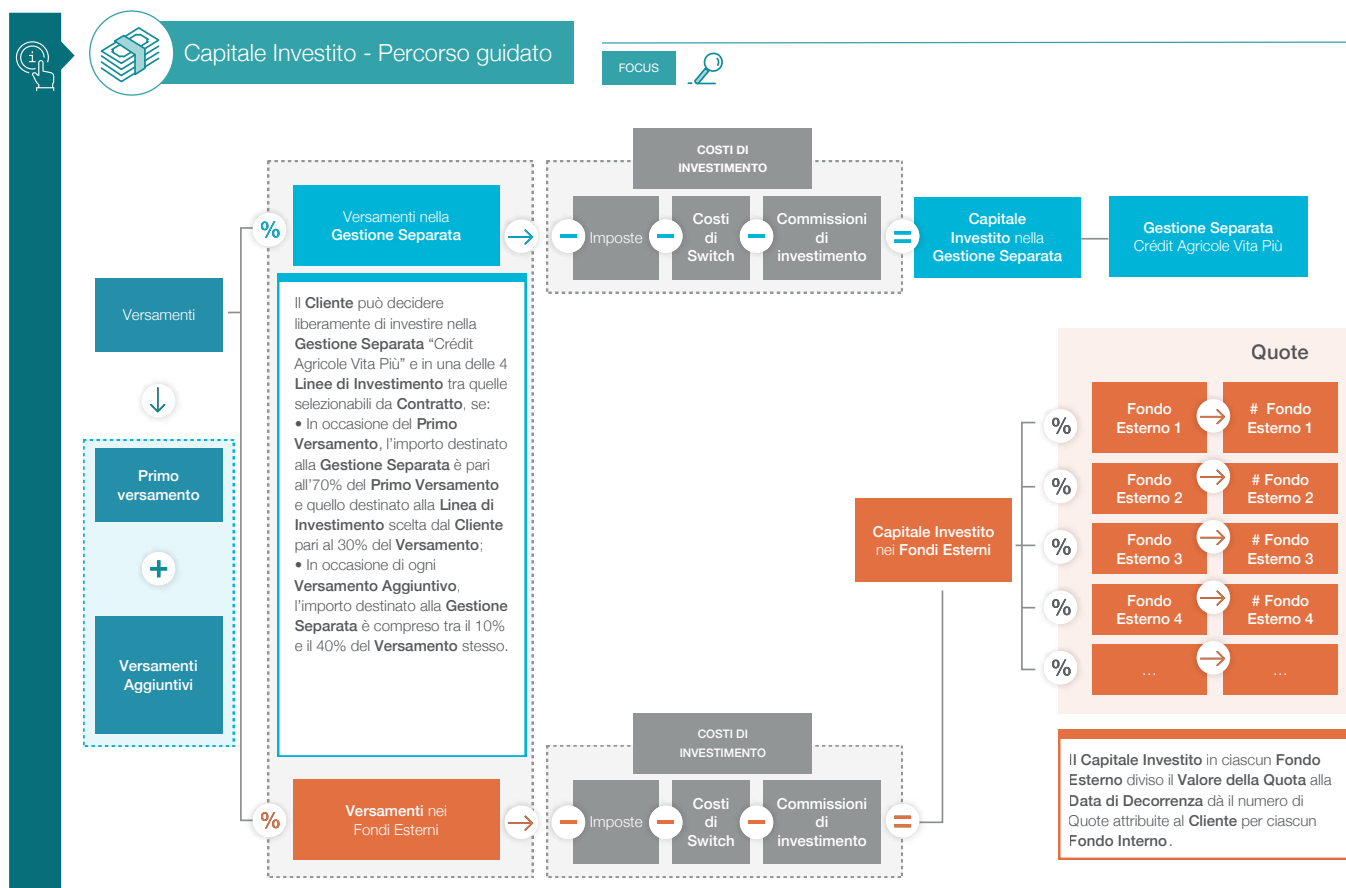 Capitale Investito - Percorso guidato
FOCUS
Versamenti
Primo
versamento
Versamenti
Aggiuntivi
%
Versamenti nella
Gestione Separata
Il Cliente può decidere
liberamente di investire nella
Gestione Separata “Crédit
Agricole Vita Più” e in una delle 4
Linee di Investimento tra quelle
selezionabili da Contratto, se:
• In occasione del Primo
Versamento, l’importo destinato
alla Gestione Separata è pari
all’70% del Primo Versamento
e quello destinato alla Linea di
Investimento scelta dal Cliente
pari al 30% del Versamento;
• In occasione di ogni
Versamento Aggiuntivo,
l’importo destinato alla Gestione
Separata è compreso tra il 10%
e il 40% del Versamento stesso.
%
Versamenti nei
Fondi Esterni
COSTI DI
INVESTIMENTO
Imposte
Costi
di
Switch
Commissioni
di
investimento
=
Capitale
Investito nella
Gestione Separata
Gestione Separata
Crédit Agricole Vita Più
COSTI DI
INVESTIMENTO
Imposte
Costi
di
Switch
Commissioni
di
investimento
=
Capitale Investito
nei Fondi Esterni
Quote
%
Fondo
Esterno 1
# Fondo
Esterno 1
%
Fondo
Esterno 2
# Fondo
Esterno 2
%
Fondo
Esterno 3
# Fondo
Esterno 3
%
Fondo
Esterno 4
# Fondo
Esterno 4
%
...
...
Il Capitale Investito in ciascun Fondo
Esterno diviso il Valore della Quota alla
Data di Decorrenza dà il numero di
Quote attribuite al Cliente per ciascun
Fondo Interno.